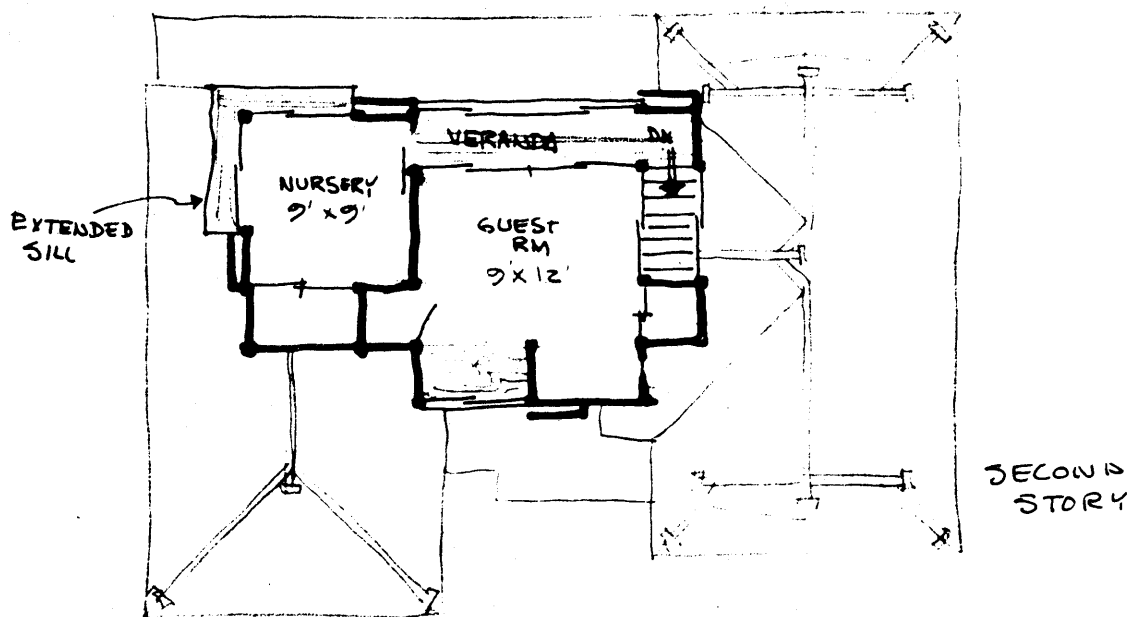 VERANDA
DN
NURSERY
9' x 9'
EXTENDED
SILL
GUEST
RM
9' x 12'
SECOND
STORY